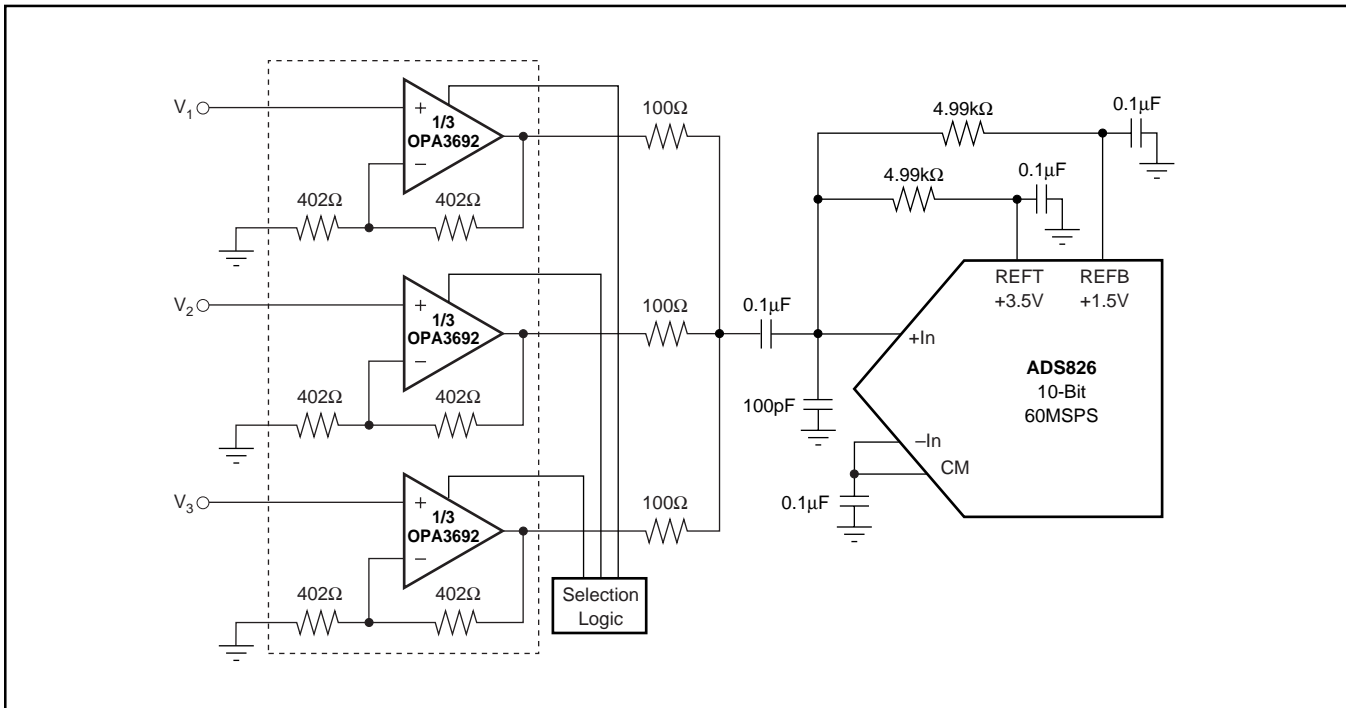 V1
+
1/3
OPA3692
−
402Ω
402Ω
100Ω
V2
+
1/3
OPA3692
−
402Ω
402Ω
100Ω
V3
+
1/3
OPA3692
−
402Ω
402Ω
100Ω
Selection
Logic
0.1µF
4.99kΩ
0.1µF
4.99kΩ
0.1µF
100pF
REFT
+3.5V
REFB
+1.5V
+In
ADS826
10-Bit
60MSPS
–In
CM
0.1µF